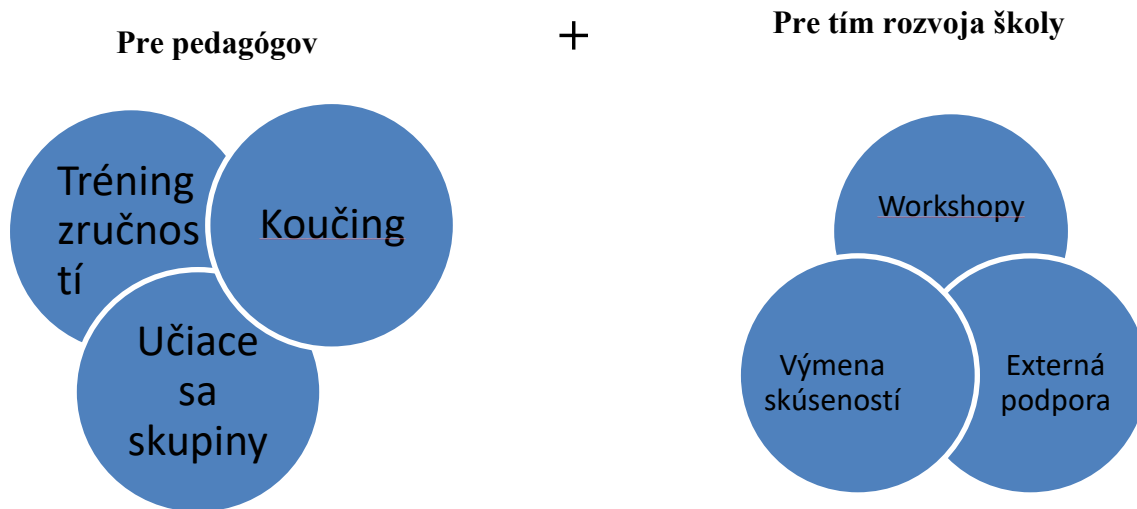 Pre pedagógov
+
Pre tím rozvoja školy
Tréning
zručnos
tí
Koučing
Učiace
sa
skupiny
Workshopy
Výmena
skúseností
Externá
podpora